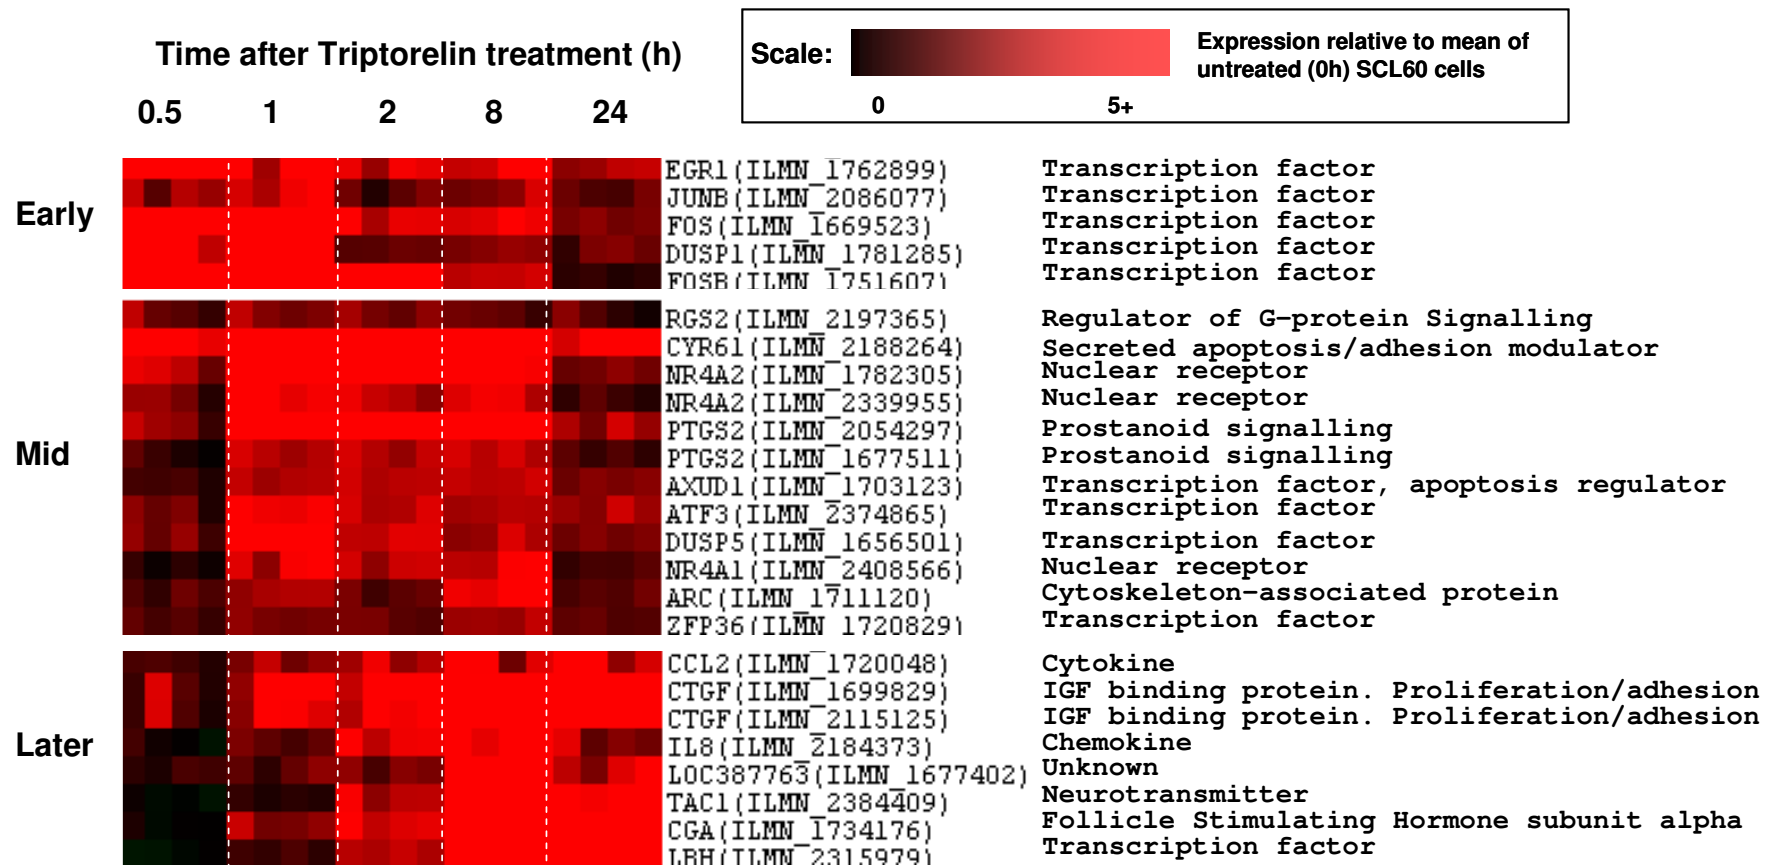 Time after Triptorelin treatment (h)
Scale:
Expression relative to mean of
untreated (0h) SCL60 cells
0 5+
0.5 1 2 8 24
Early
EGR1(ILMN_1762899) Transcription factor
JUNB(ILMN_2086077) Transcription factor
FOS(ILMN_1669523) Transcription factor
DUSP1(ILMN_1781285) Transcription factor
FOSB(ILMN_1751607) Transcription factor
Mid
RGS2(ILMN_2197365) Regulator of G-protein Signalling
CYR61(ILMN_2188264) Secreted apoptosis/adhesion modulator
NR4A2(ILMN_1782305) Nuclear receptor
NR4A2(ILMN_2339955) Nuclear receptor
PTGS2(ILMN_2054297) Prostanoid signalling
PTGS2(ILMN_1677511) Prostanoid signalling
AXUD1(ILMN_1703123) Transcription factor, apoptosis regulator
ATF3(ILMN_2374865) Transcription factor
DUSP5(ILMN_1656501) Transcription factor
NR4A1(ILMN_2408566) Nuclear receptor
ARC(ILMN_1711120) Cytoskeleton-associated protein
ZFP36(ILMN_1720829) Transcription factor
Later
CCL2(ILMN_1720048) Cytokine
CTGF(ILMN_1699829) IGF binding protein. Proliferation/adhesion
CTGF(ILMN_2115125) IGF binding protein. Proliferation/adhesion
IL8(ILMN_2184373) Chemokine
LOC387763(ILMN_1677402) Unknown
TAC1(ILMN_2384409) Neurotransmitter
CGA(ILMN_1734176) Follicle Stimulating Hormone subunit alpha
LBH(ILMN_2315979) Transcription factor